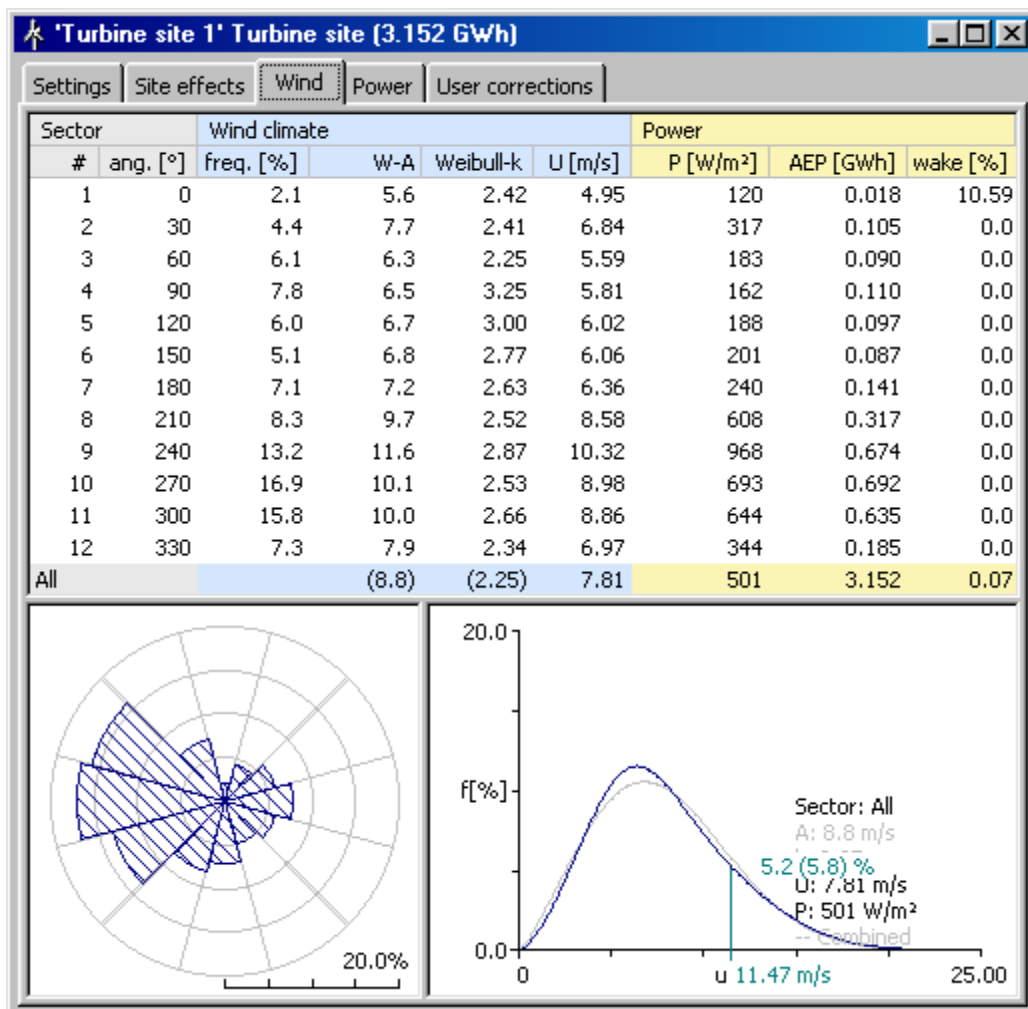 'Turbine site 1' Turbine site (3.152 GWh)
Settings Site effects Wind Power User corrections
Sector Wind climate Power
# ang. [°] freq. [%] W-A Weibull-k U [m/s] P [W/m²] AEP [GWh] wake [%]
1 0 2.1 5.6 2.42 4.95 120 0.018 10.59
2 30 4.4 7.7 2.41 6.84 317 0.105 0.0
3 60 6.1 6.3 2.25 5.59 183 0.090 0.0
4 90 7.8 6.5 3.25 5.81 162 0.110 0.0
5 120 6.0 6.7 3.00 6.02 188 0.097 0.0
6 150 5.1 6.8 2.77 6.06 201 0.087 0.0
7 180 7.1 7.2 2.63 6.36 240 0.141 0.0
8 210 8.3 9.7 2.52 8.58 608 0.317 0.0
9 240 13.2 11.6 2.87 10.32 968 0.674 0.0
10 270 16.9 10.1 2.53 8.98 693 0.692 0.0
11 300 15.8 10.0 2.66 8.86 644 0.635 0.0
12 330 7.3 7.9 2.34 6.97 344 0.185 0.0
All (8.8) (2.25) 7.81 501 3.152 0.07
20.0%
20.0
f[%]
Sector: All
A: 8.8 m/s
5.2 (5.8) %
U: 7.81 m/s
P: 501 W/m²
-- Combined
0.0
0 u 11.47 m/s 25.00